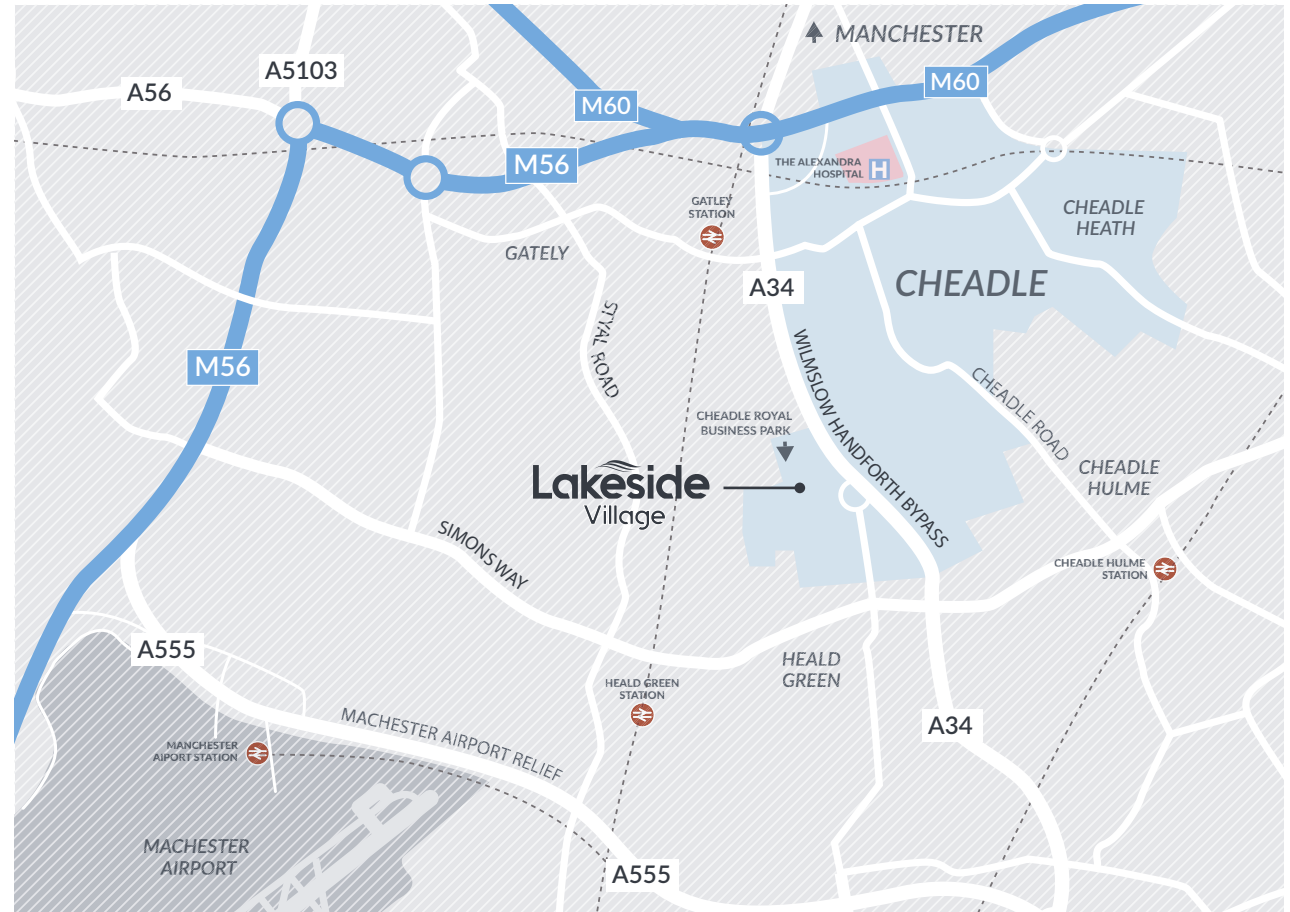 MANCHESTER
A5103
A56
M60
M60
M56
THE ALEXANDRA
HOSPITAL
H
GATLEY
STATION
CHEADLE
HEATH
GATELY
CHEADLE
A34
STYAL ROAD
M56
WILMSLOW HANDFORTH BYPASS
CHEADLE ROAD
CHEADLE ROYAL
BUSINESS PARK
CHEADLE
HULME
Lakeside
Village
SIMONS WAY
CHEADLE HULME
STATION
A555
HEALD
GREEN
HEALD GREEN
STATION
MACHESTER AIRPORT RELIEF
A34
MANCHESTER
AIPORT STATION
MACHESTER
AIRPORT
A555